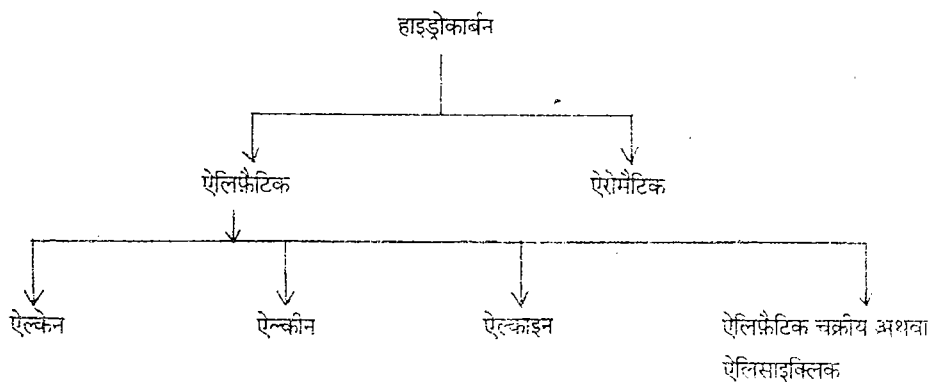 हाइड्रोकार्बन
ऐलिफ़ैटिक ऐरोमैटिक
ऐल्केन ऐल्कीन ऐल्काइन ऐलिफ़ैटिक चक्रीय अथवा
ऐलिसाइक्लिक